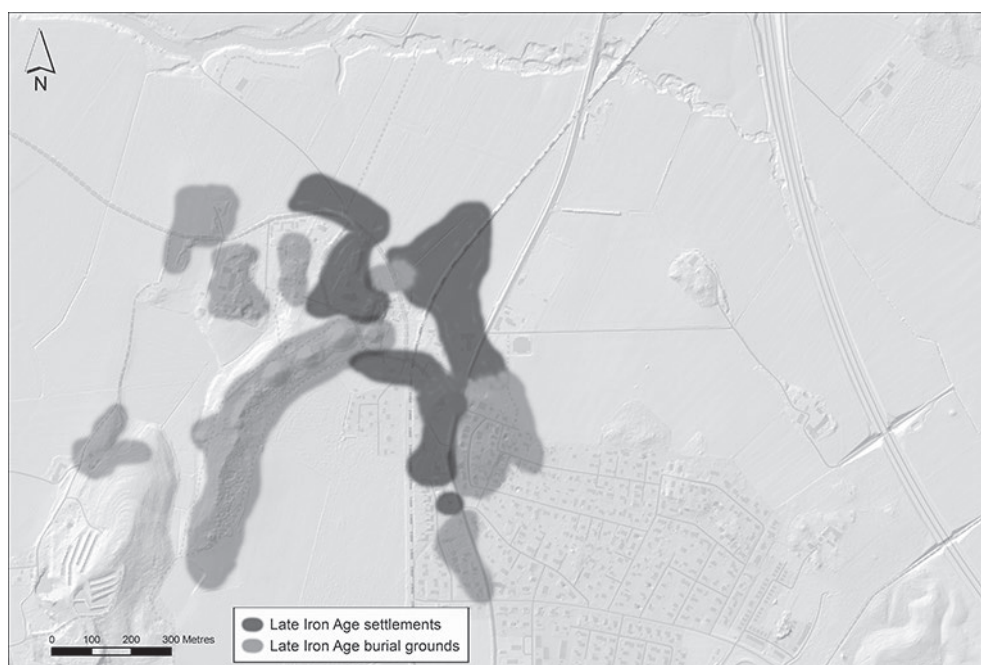 N
0 100 200 300 Metres
Late Iron Age settlements
Late Iron Age burial grounds